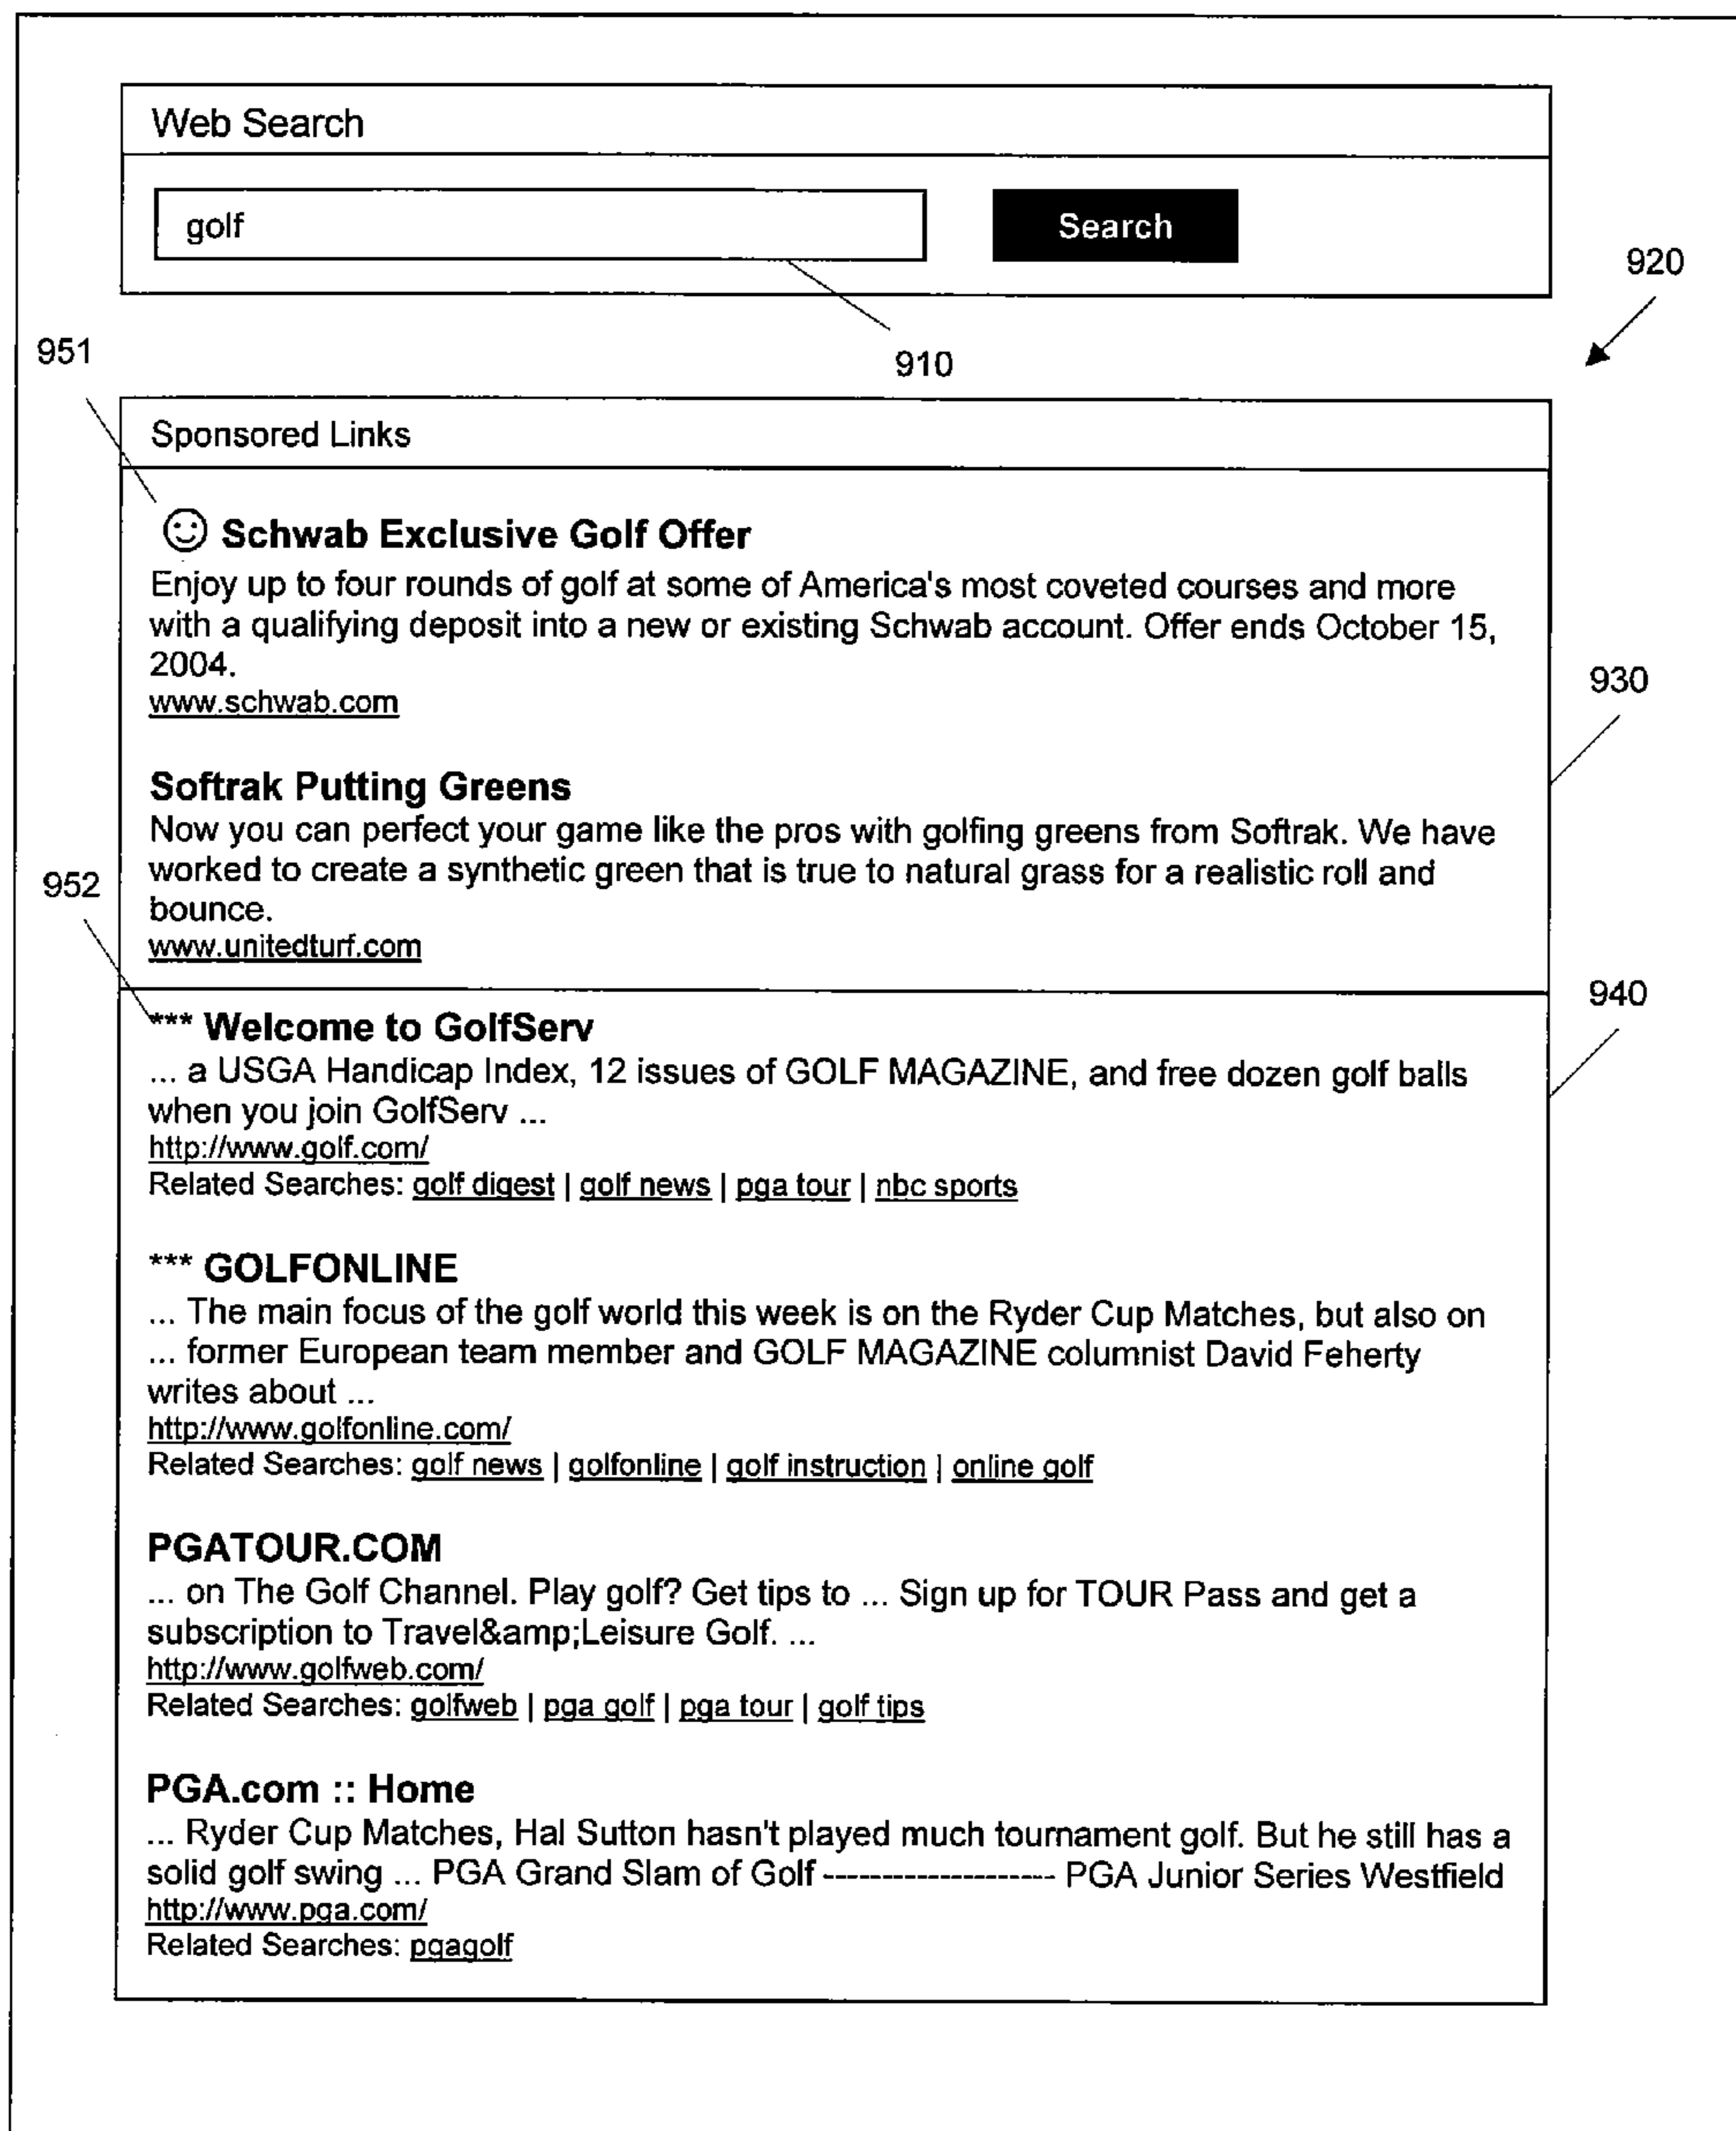 Web Search
golf
Search
920
951
910
Sponsored Links
☺ Schwab Exclusive Golf Offer
Enjoy up to four rounds of golf at some of America's most coveted courses and more
with a qualifying deposit into a new or existing Schwab account. Offer ends October 15,
2004.
www.schwab.com
930
Softrak Putting Greens
Now you can perfect your game like the pros with golfing greens from Softrak. We have
worked to create a synthetic green that is true to natural grass for a realistic roll and
952
bounce.
www.unitedturf.com
940
*** Welcome to GolfServ
... a USGA Handicap Index, 12 issues of GOLF MAGAZINE, and free dozen golf balls
when you join GolfServ ...
http://www.golf.com/
Related Searches: golf digest | golf news | pga tour | nbc sports
*** GOLFONLINE
... The main focus of the golf world this week is on the Ryder Cup Matches, but also on
... former European team member and GOLF MAGAZINE columnist David Feherty
writes about ...
http://www.golfonline.com/
Related Searches: golf news | golfonline | golf instruction | online golf
PGATOUR.COM
... on The Golf Channel. Play golf? Get tips to ... Sign up for TOUR Pass and get a
subscription to Travel&amp;Leisure Golf. ...
http://www.golfweb.com/
Related Searches: golfweb | pga golf | pga tour | golf tips
PGA.com :: Home
... Ryder Cup Matches, Hal Sutton hasn't played much tournament golf. But he still has a
solid golf swing ... PGA Grand Slam of Golf -------------------- PGA Junior Series Westfield
http://www.pga.com/
Related Searches: pgagolf